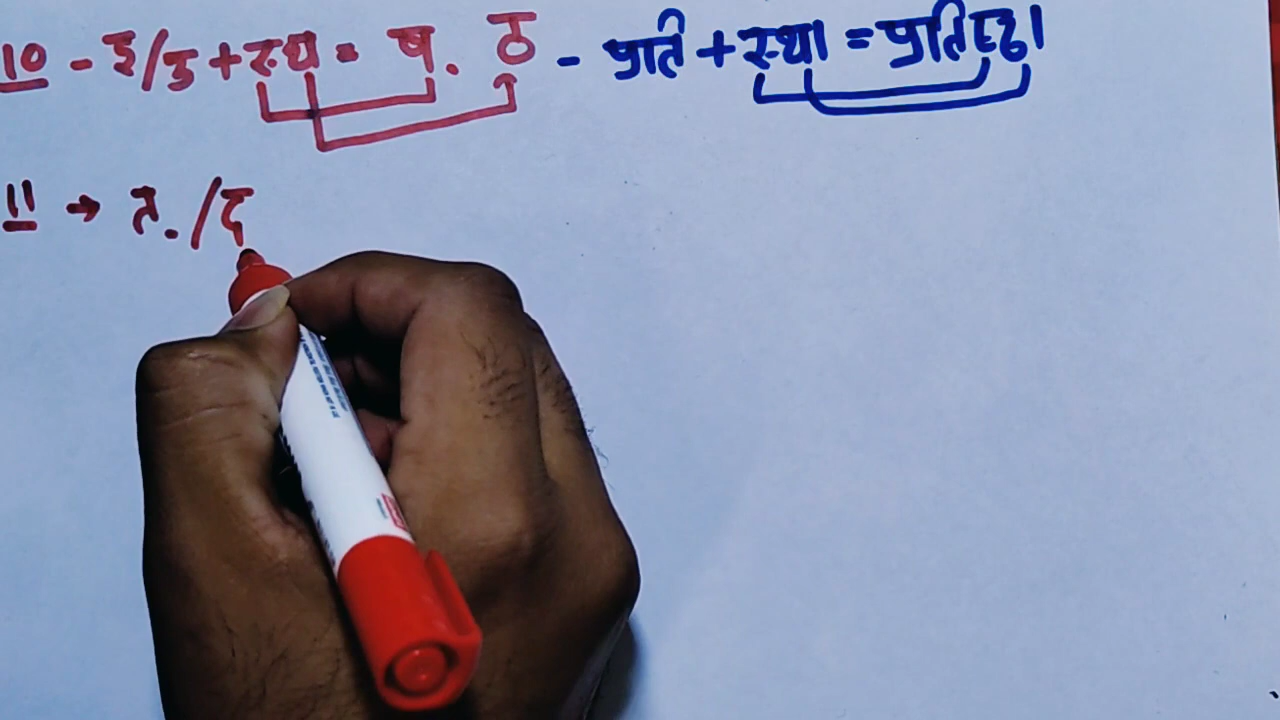 10 - इ/उ + स्थ = ष. ठ - प्रति + स्था = प्रतिष्ठा
11 → त. / द